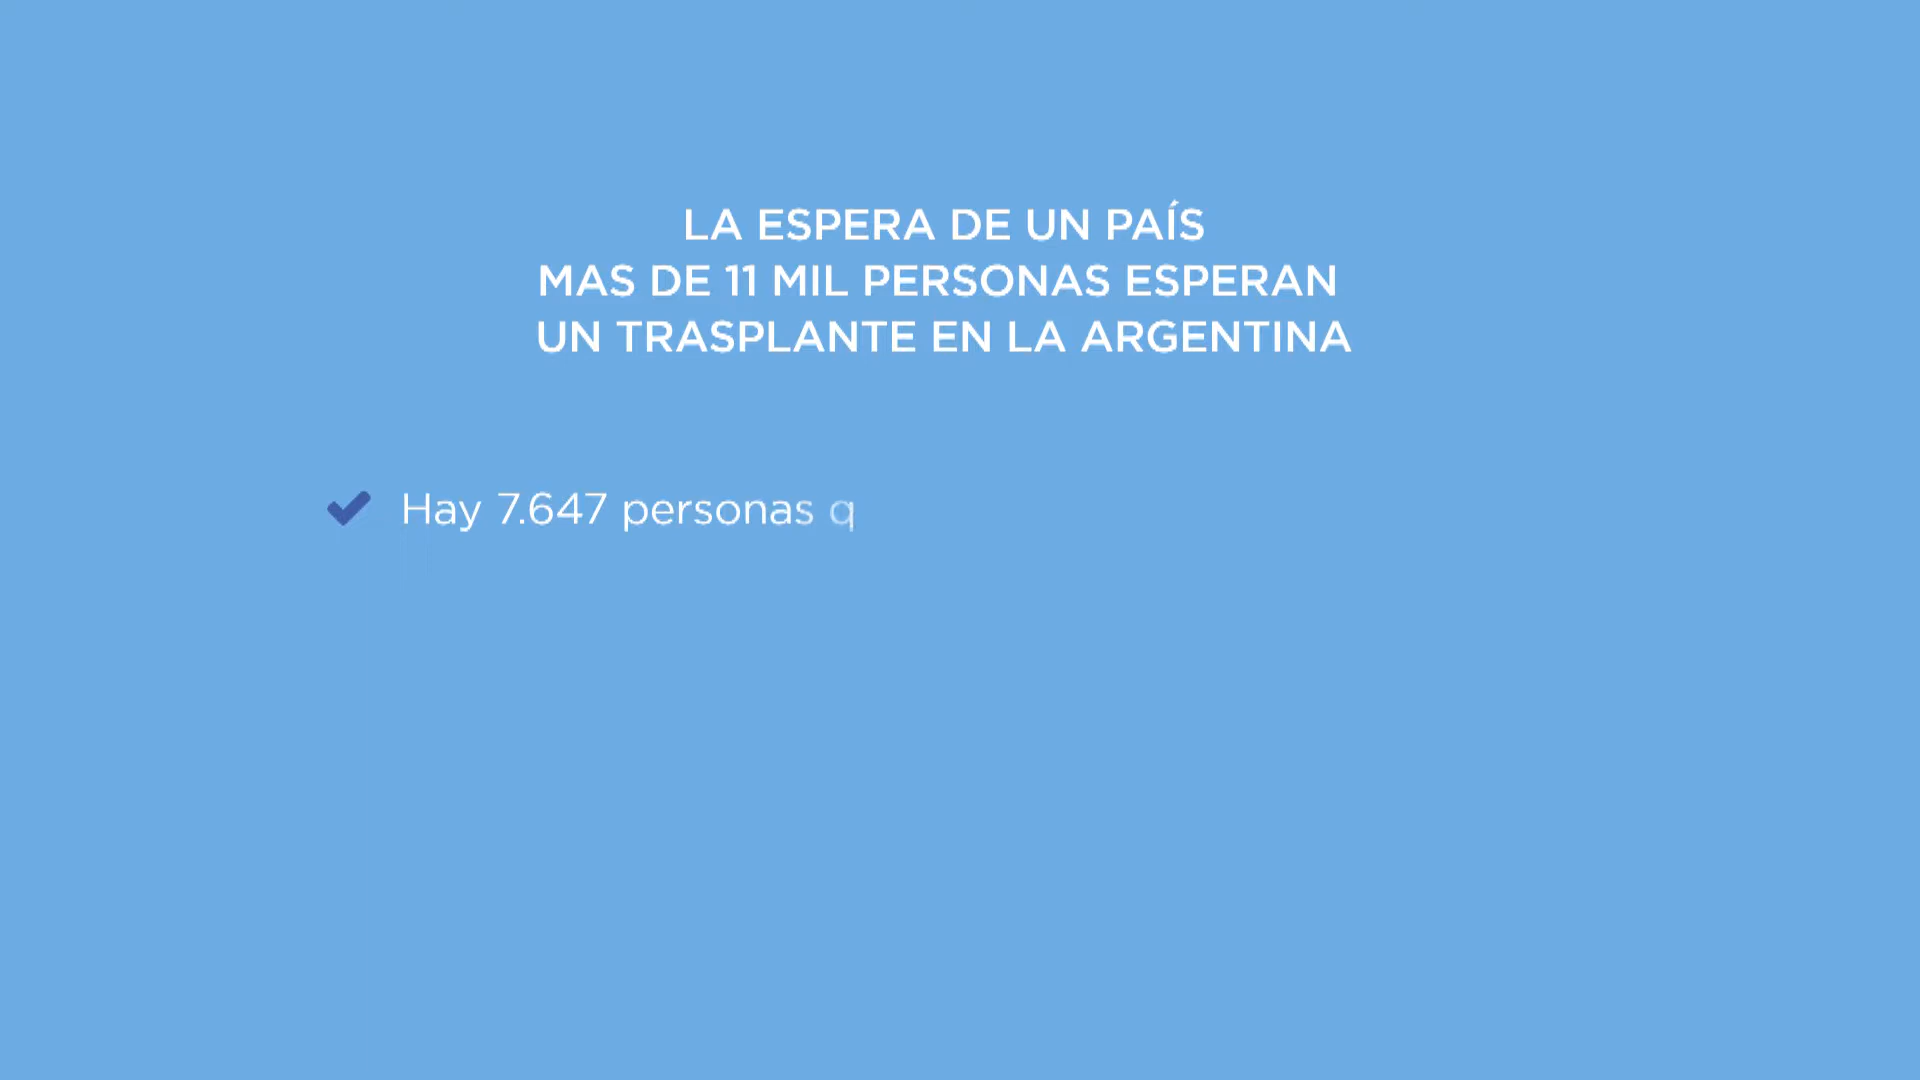 LA ESPERA DE UN PAÍS
MAS DE 11 MIL PERSONAS ESPERAN
UN TRASPLANTE EN LA ARGENTINA
Hay 7.647 personas q